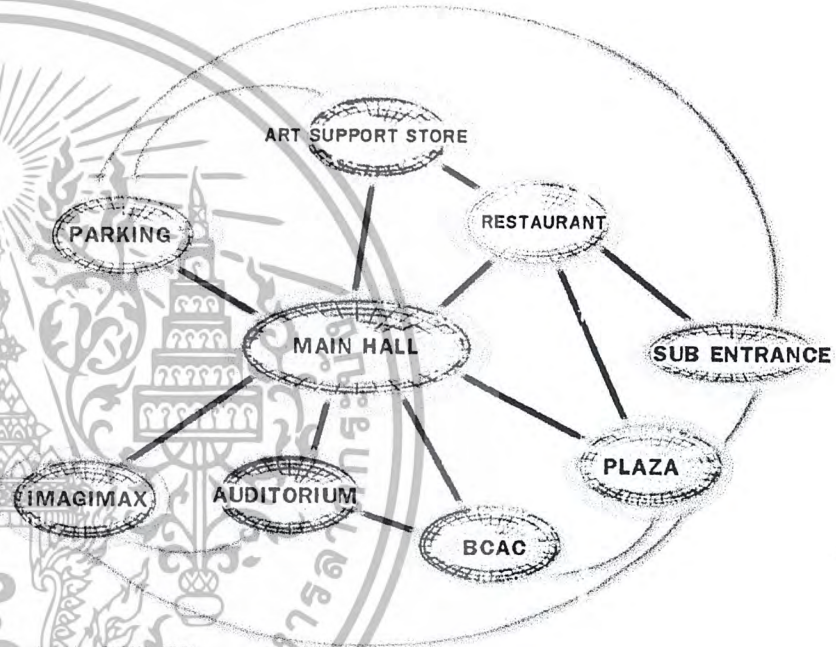 ART SUPPORT STORE
PARKING
RESTAURANT
MAIN HALL
SUB ENTRANCE
PLAZA
IMAGIMAX
AUDITORIUM
BCAC